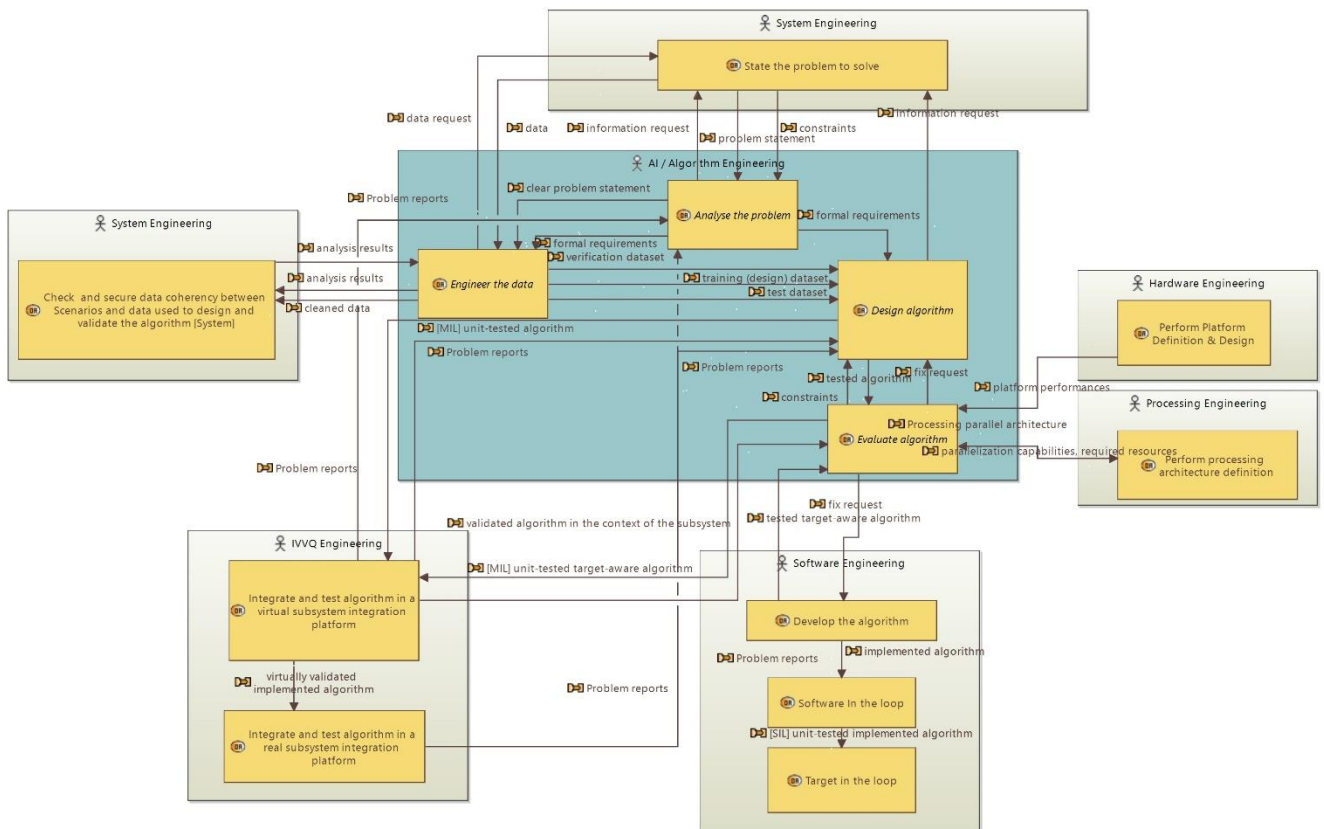 System Engineering
State the problem to solve
data request
data
information request
constraints
information request
problem statement
AI / Algorithm Engineering
Problem reports
clear problem statement
Analyse the problem
formal requirements
System Engineering
analysis results
formal requirements
verification dataset
analysis results
Engineer the data
training (design) dataset
test dataset
cleaned data
Check and secure data coherency between
Scenarios and data used to design and
validate the algorithm [System]
Design algorithm
Hardware Engineering
Perform Platform
Definition & Design
[MIL] unit-tested algorithm
Problem reports
Problem reports
tested algorithm
fix request
platform performances
constraints
Processing Engineering
Processing parallel architecture
Evaluate algorithm
parallelization capabilities, required resources
Perform processing
architecture definition
Problem reports
fix request
tested target-aware algorithm
validated algorithm in the context of the subsystem
IVVQ Engineering
[MIL] unit-tested target-aware algorithm
Software Engineering
Integrate and test algorithm in a
virtual subsystem integration
platform
Develop the algorithm
implemented algorithm
Problem reports
virtually validated
implemented algorithm
Problem reports
Software In the loop
Integrate and test algorithm in a
real subsystem integration
platform
[SIL] unit-tested implemented algorithm
Target in the loop